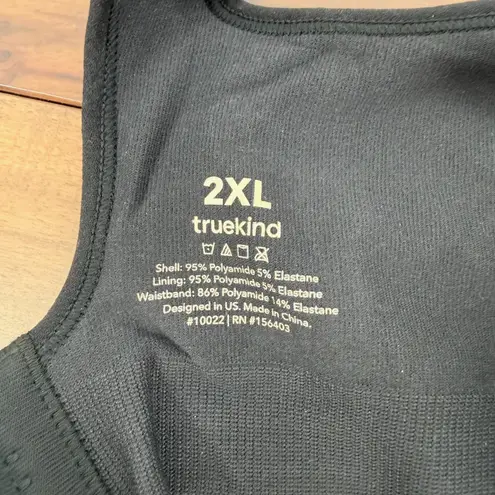 2XL
truekind
Shell: 95% Polyamide 5% Elastane
Lining: 95% Polyamide 5% Elastane
Waistband: 86% Polyamide 14% Elastane
Designed in US. Made in China.
#10022 | RN #156403